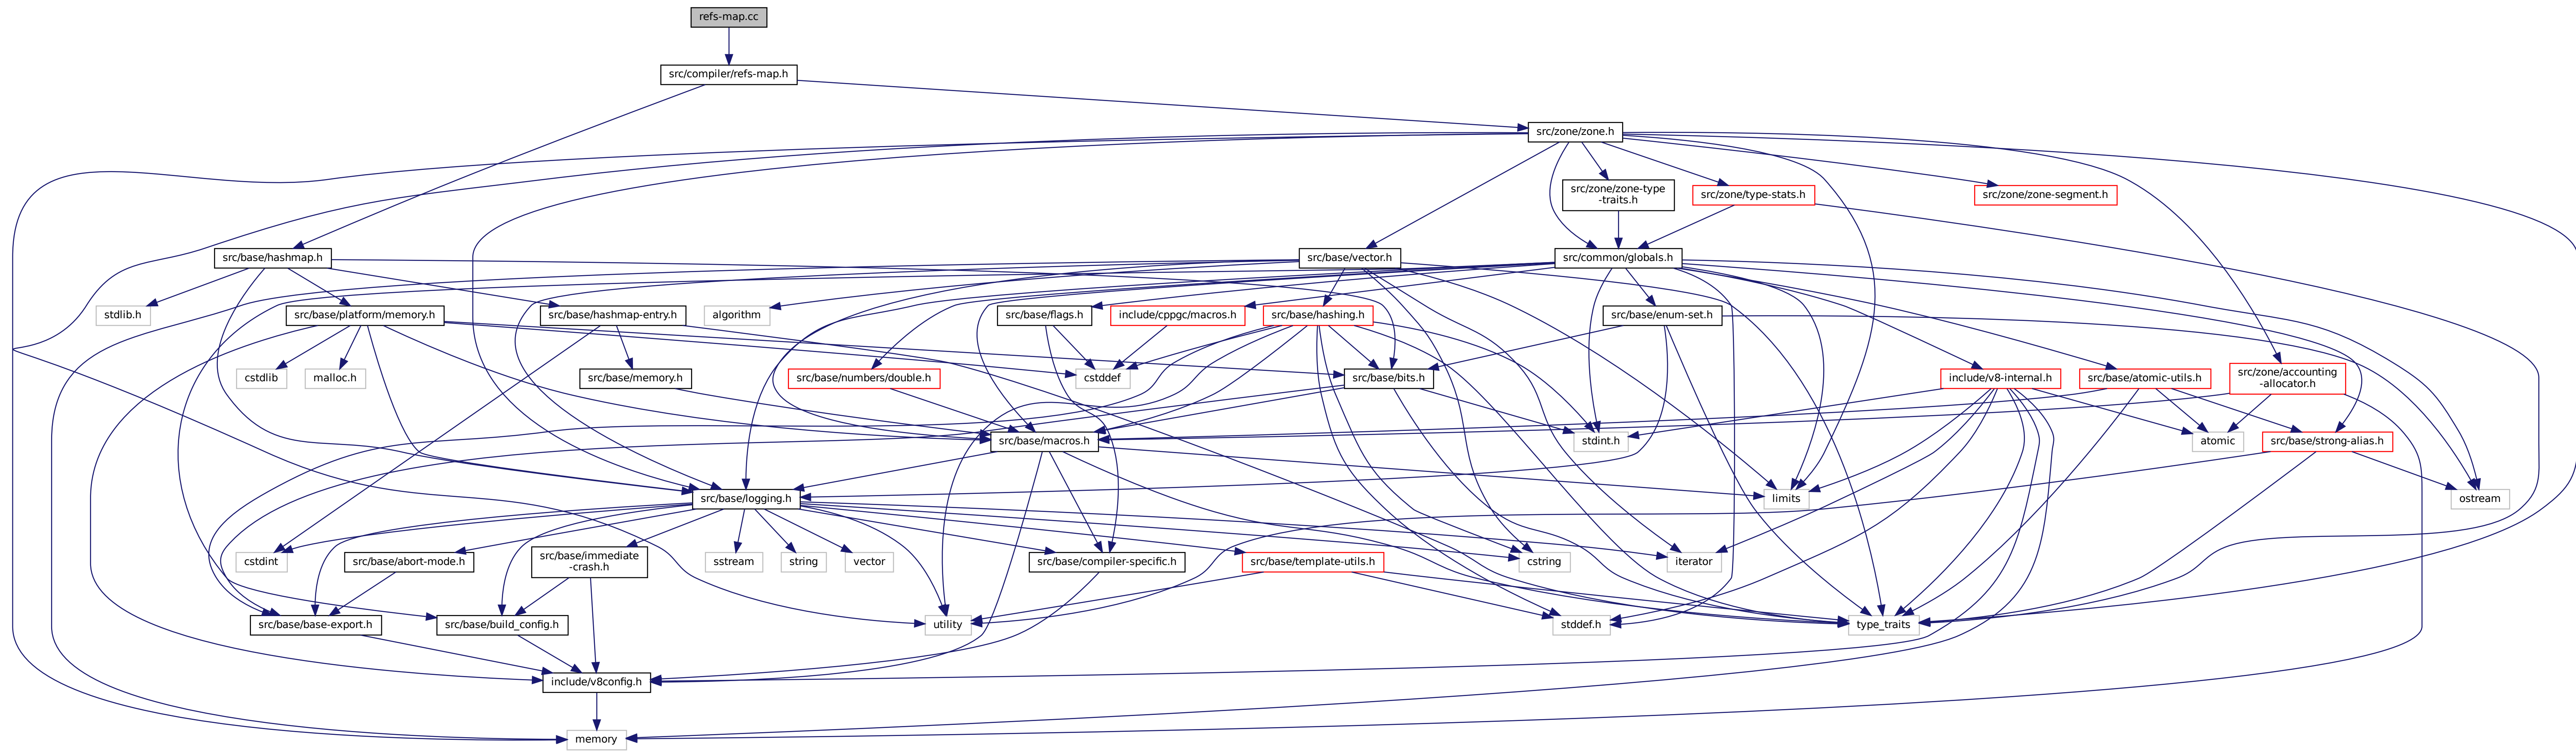 refs-map.cc
src/compiler/refs-map.h
src/zone/zone.h
src/zone/zone-type
-traits.h
src/zone/type-stats.h
src/zone/zone-segment.h
src/base/hashmap.h
src/base/vector.h
src/common/globals.h
stdlib.h
src/base/platform/memory.h
src/base/hashmap-entry.h
algorithm
src/base/flags.h
include/cppgc/macros.h
src/base/hashing.h
src/base/enum-set.h
cstdlib
malloc.h
src/base/memory.h
src/base/numbers/double.h
cstddef
src/base/bits.h
include/v8-internal.h
src/base/atomic-utils.h
src/zone/accounting
-allocator.h
src/base/macros.h
stdint.h
atomic
src/base/strong-alias.h
src/base/logging.h
limits
ostream
cstdint
src/base/abort-mode.h
src/base/immediate
-crash.h
sstream
string
vector
src/base/compiler-specific.h
src/base/template-utils.h
cstring
iterator
src/base/base-export.h
src/base/build_config.h
utility
stddef.h
type_traits
include/v8config.h
memory